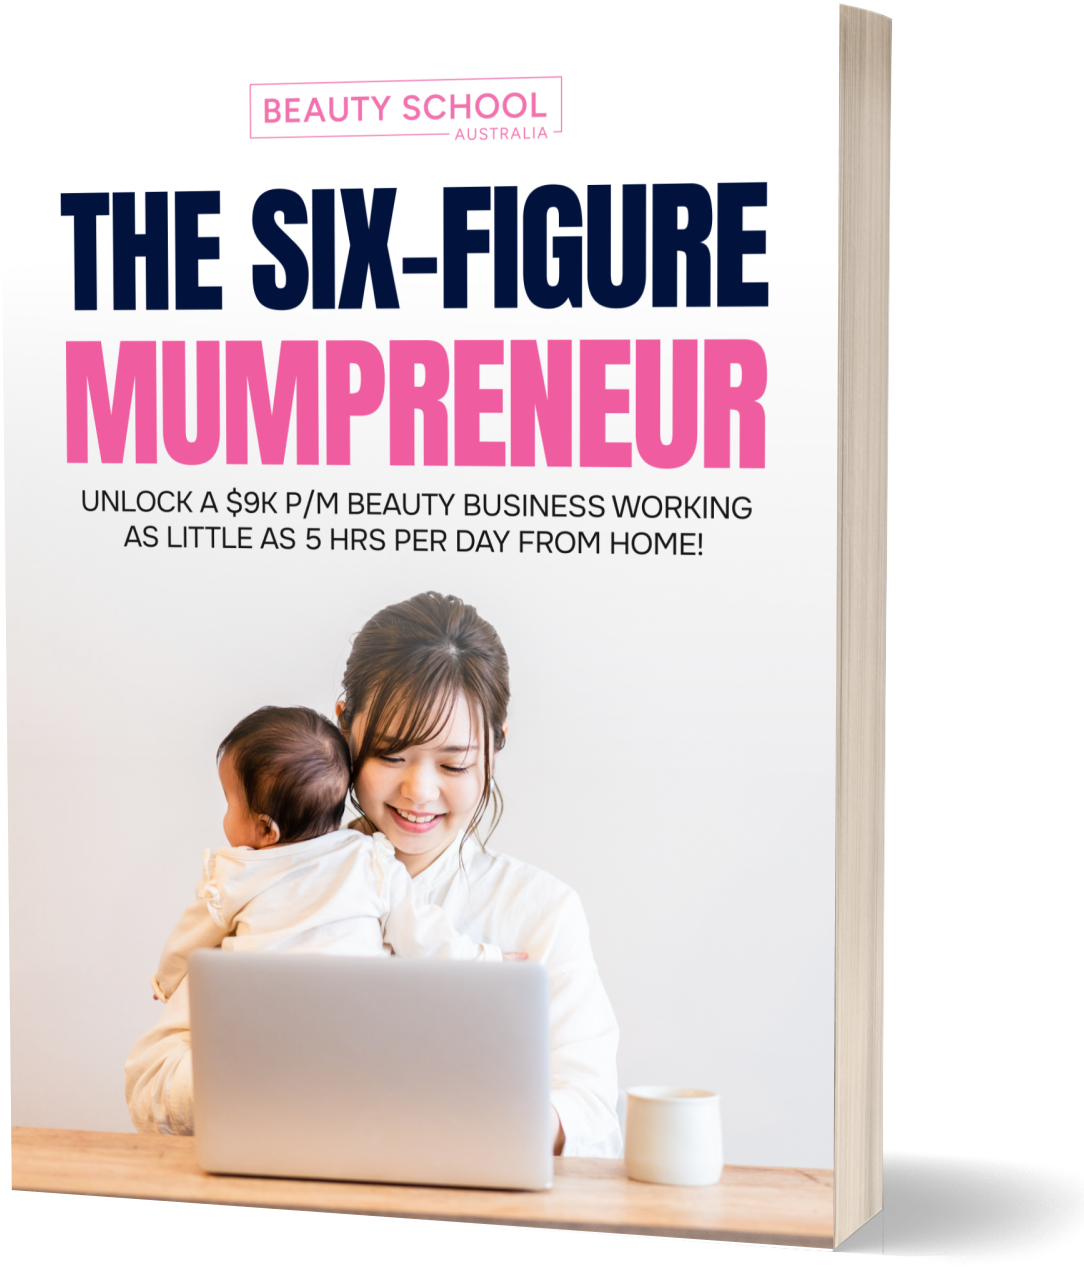 BEAUTY SCHOOL
AUSTRALIA
THE SIX-FIGURE
MUMPRENEUR
UNLOCK A $9K P/M BEAUTY BUSINESS WORKING
AS LITTLE AS 5 HRS PER DAY FROM HOME!